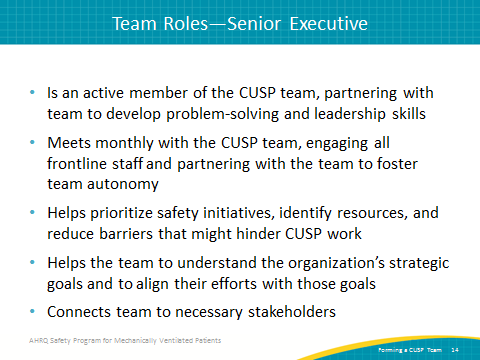 Team Roles—Senior Executive
• Is an active member of the CUSP team, partnering with
team to develop problem-solving and leadership skills
• Meets monthly with the CUSP team, engaging all
frontline staff and partnering with the team to foster
team autonomy
• Helps prioritize safety initiatives, identify resources, and
reduce barriers that might hinder CUSP work
• Helps the team to understand the organization's strategic
goals and to align their efforts with those goals
• Connects team to necessary stakeholders
AHRQ Safety Program for Mechanically Ventilated Patients
Forming a CUSP Team 14